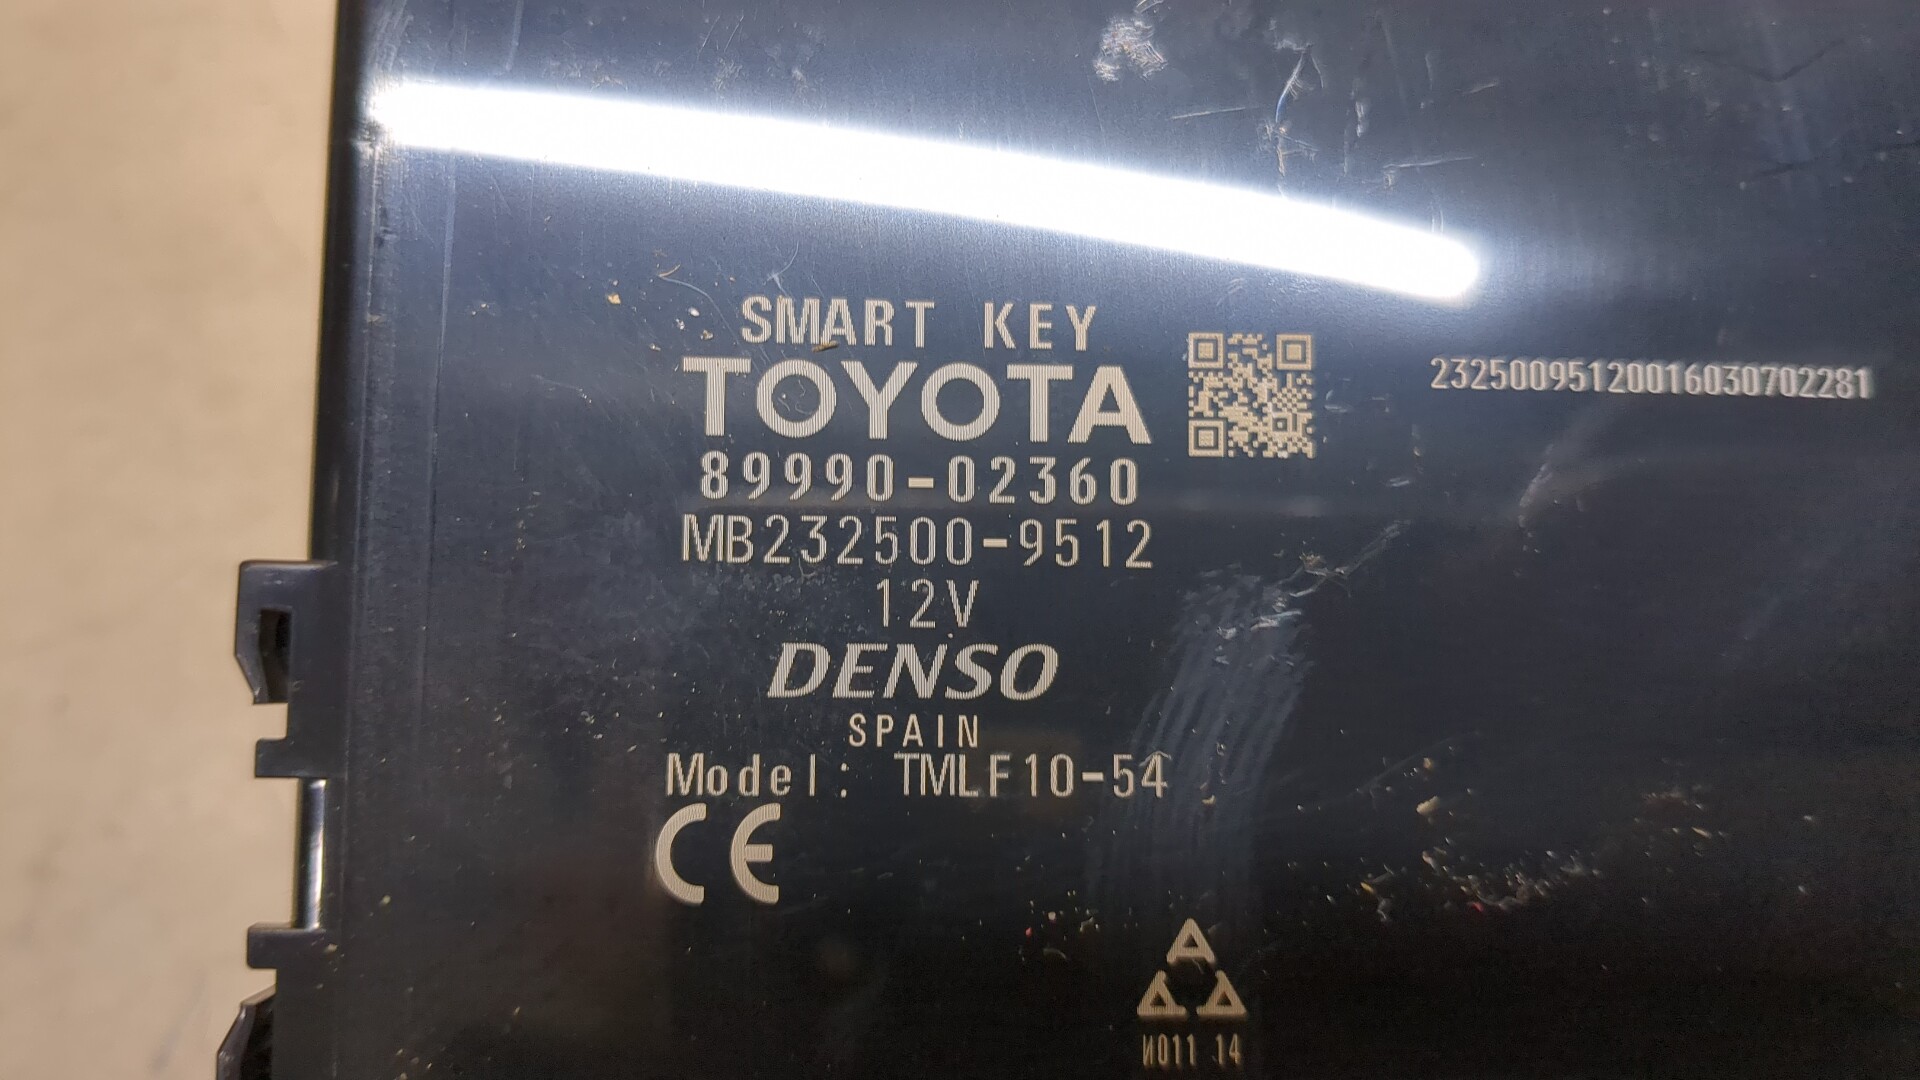 SMART KEY
TOYOTA
89990-02360
MB232500-9512
12V
DENSO
SPAIN
Model: TMLF10-54
CE
23250095120016030702281
И011 14